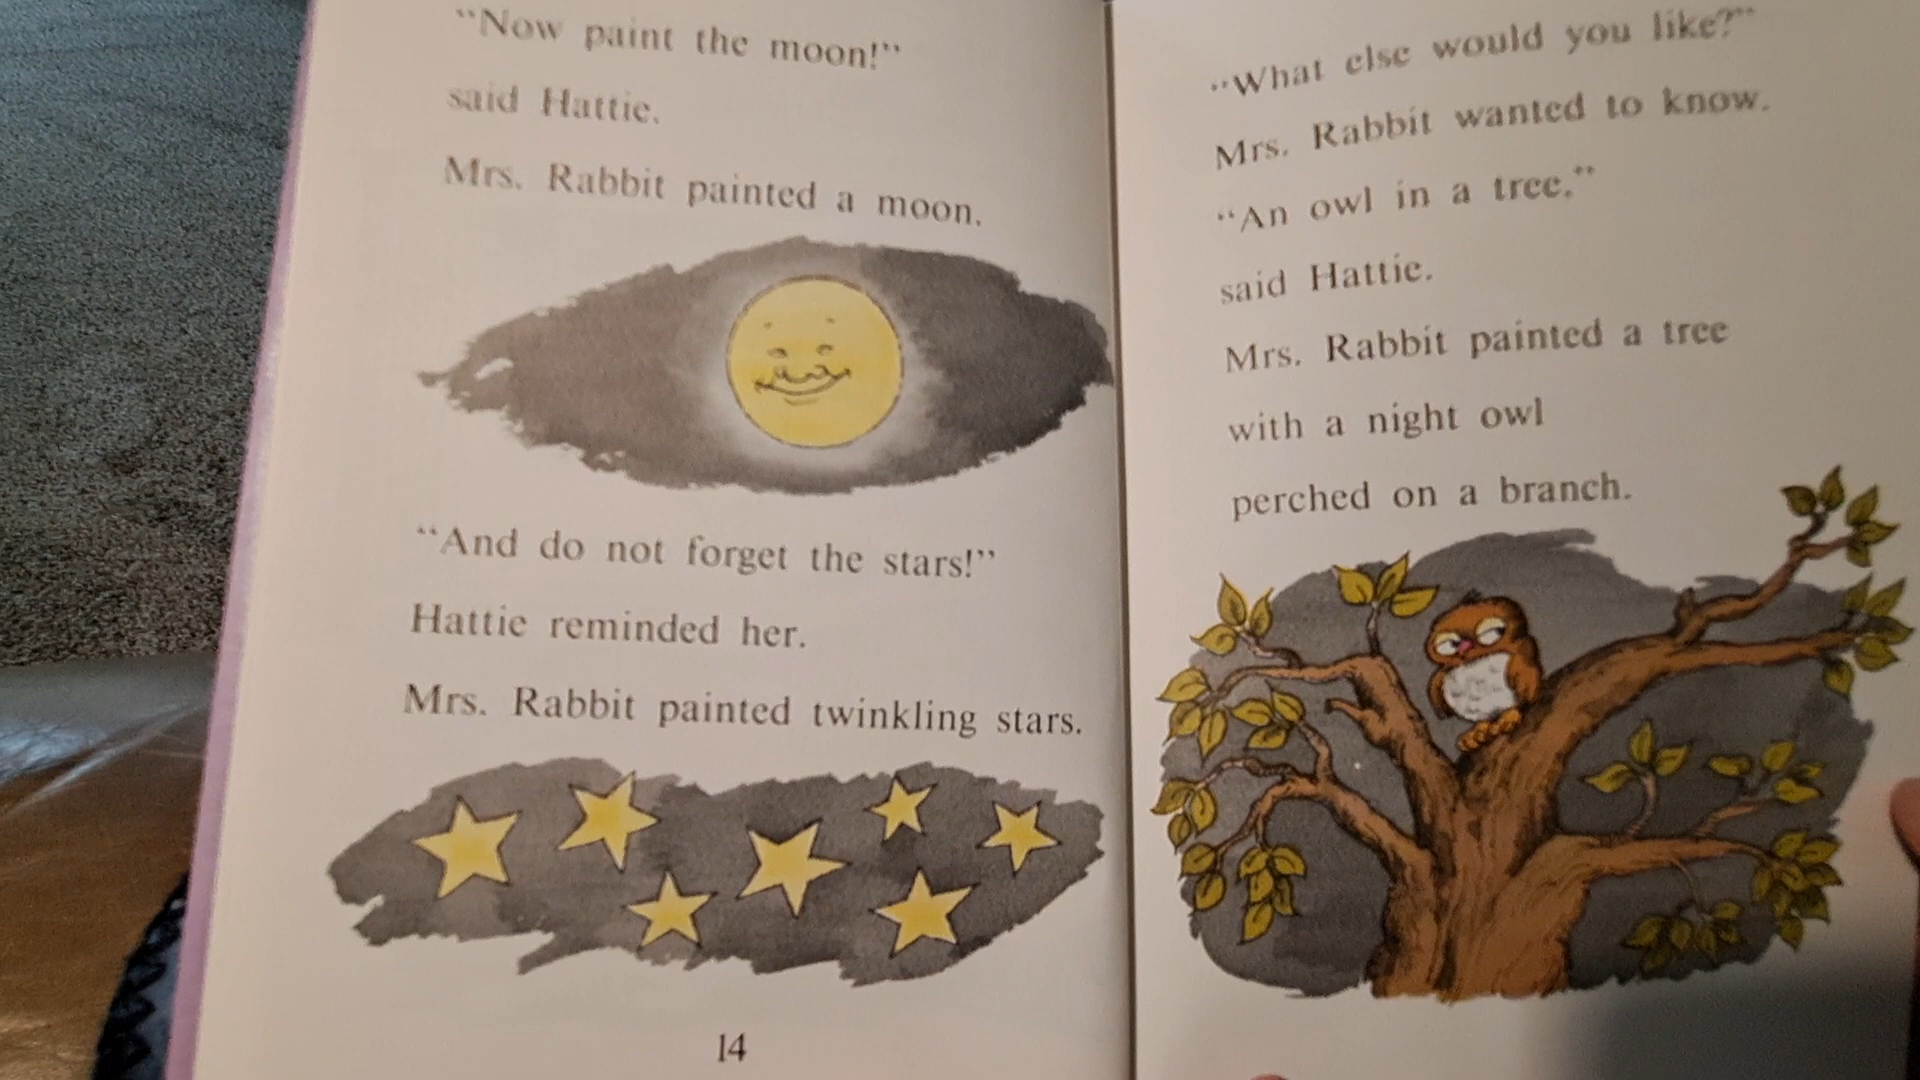 “Now paint the moon!”
said Hattie.
Mrs. Rabbit painted a moon.
“And do not forget the stars!”
Hattie reminded her.
Mrs. Rabbit painted twinkling stars.
14
“What else would you like?”
Mrs. Rabbit wanted to know.
“An owl in a tree.”
said Hattie.
Mrs. Rabbit painted a tree
with a night owl
perched on a branch.